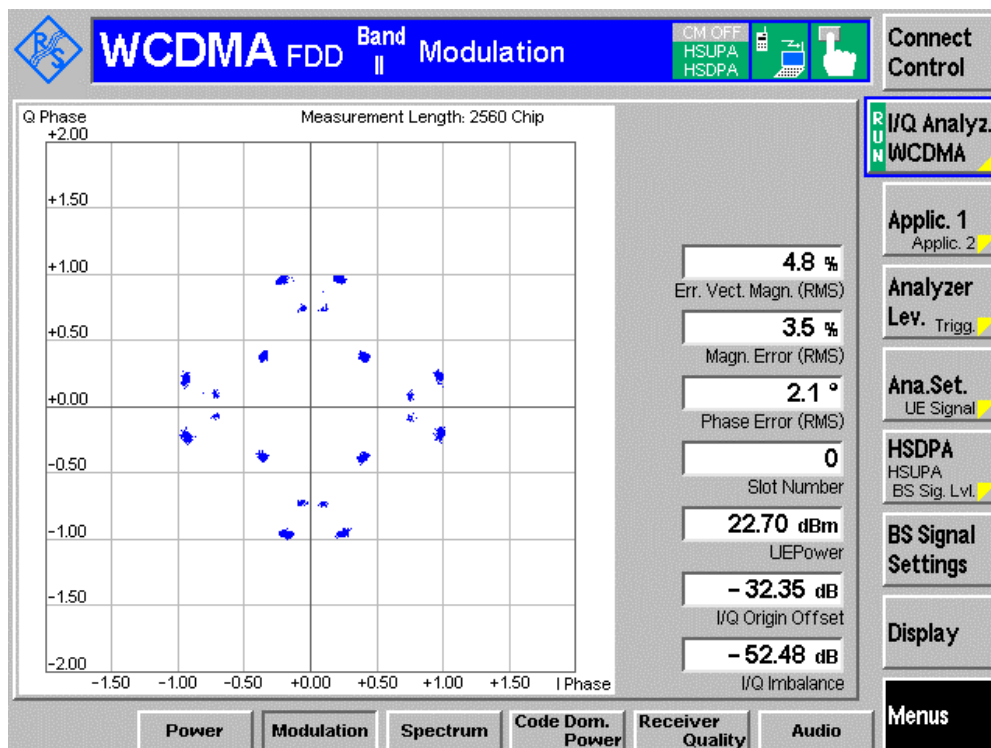 R&S
WCDMA FDD Band II Modulation
CM OFF
HSUPA
HSDPA
Connect Control
Q Phase
Measurement Length: 2560 Chip
+2.00
+1.50
+1.00
+0.50
+0.00
-0.50
-1.00
-1.50
-2.00
-1.50 -1.00 -0.50 +0.00 +0.50 +1.00 +1.50 I Phase
4.8 %
Err. Vect. Magn. (RMS)
3.5 %
Magn. Error (RMS)
2.1 °
Phase Error (RMS)
0
Slot Number
22.70 dBm
UEPower
- 32.35 dB
I/Q Origin Offset
- 52.48 dB
I/Q Imbalance
RUN
I/Q Analyz.
WCDMA
Applic. 1
Applic. 2
Analyzer
Lev. Trigg.
Ana.Set.
UE Signal
HSDPA
HSUPA
BS Sig. Lvl.
BS Signal
Settings
Display
Menus
Power
Modulation
Spectrum
Code Dom.
Power
Receiver
Quality
Audio